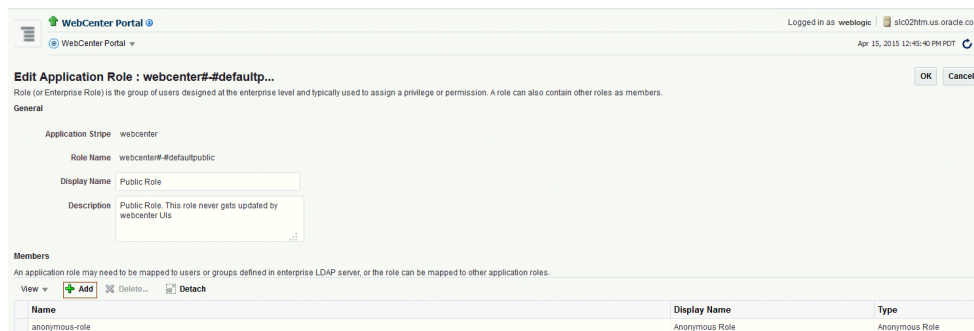 WebCenter Portal
Logged in as weblogic
slc02htm.us.oracle.co
WebCenter Portal
Apr 15, 2015 12:45:40 PM PDT
Edit Application Role : webcenter#-#defaultp...
OK
Cancel
Role (or Enterprise Role) is the group of users designed at the enterprise level and typically used to assign a privilege or permission. A role can also contain other roles as members.
General
Application Stripe webcenter
Role Name webcenter#-#defaultpublic
Display Name Public Role
Description Public Role. This role never gets updated by
webcenter UIs
Members
An application role may need to be mapped to users or groups defined in enterprise LDAP server, or the role can be mapped to other application roles.
View Add Delete... Detach
Name Display Name Type
anonymous-role Anonymous Role Anonymous Role